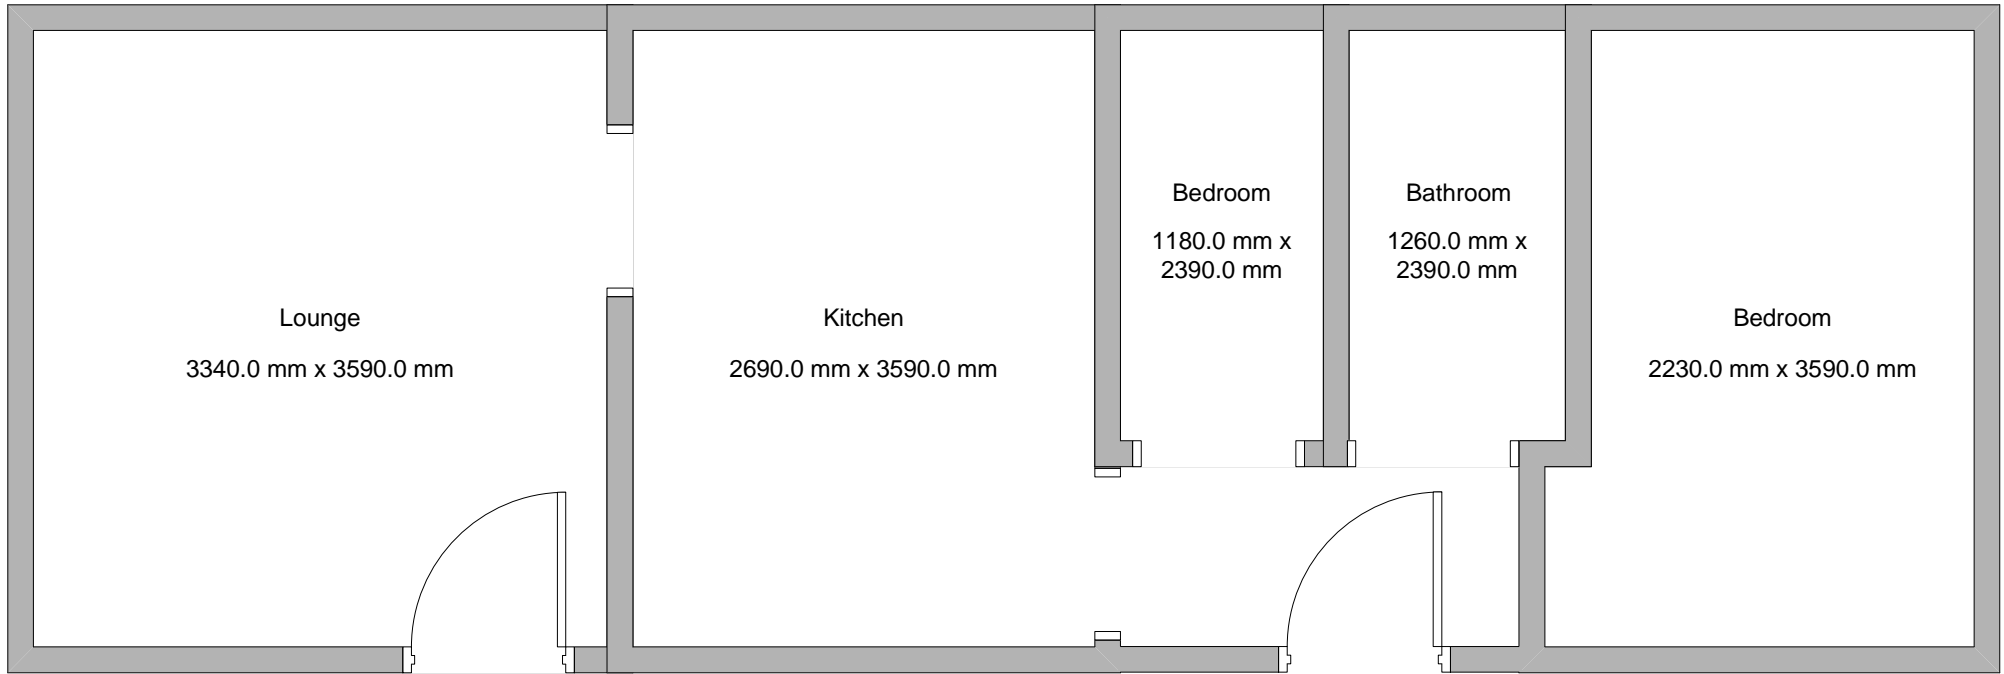 Lounge
3340.0 mm x 3590.0 mm
Kitchen
2690.0 mm x 3590.0 mm
Bedroom
1180.0 mm x
2390.0 mm
Bathroom
1260.0 mm x
2390.0 mm
Bedroom
2230.0 mm x 3590.0 mm